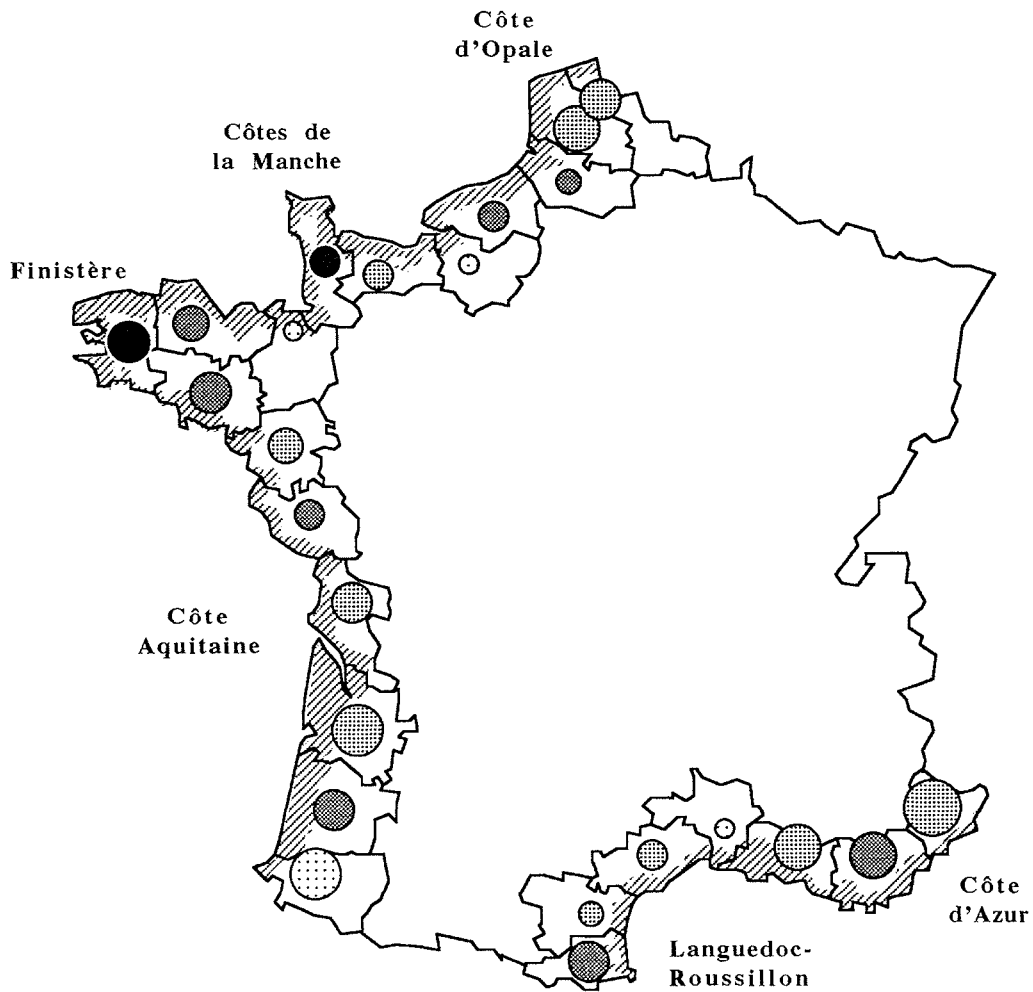 Côte
d'Opale
Côtes de
la Manche
Finistère
Côte
Aquitaine
Côte
d'Azur
Languedoc-
Roussillon